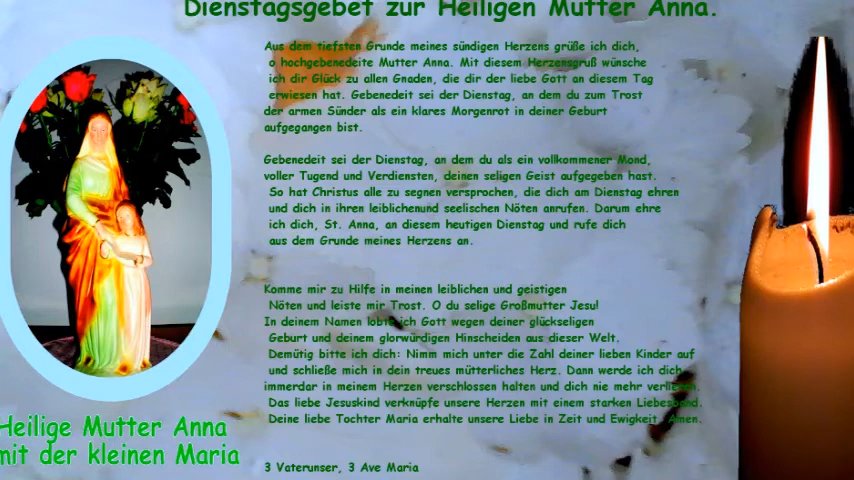 Dienstagsgebet zur Heiligen Mutter Anna.
Aus dem tiefsten Grunde meines sündigen Herzens grüße ich dich,
o hochgebenedeite Mutter Anna. Mit diesem Herzensgruß wünsche
ich dir Glück zu allen Gnaden, die dir der liebe Gott an diesem Tag
erwiesen hat. Gebenedeit sei der Dienstag, an dem du zum Trost
der armen Sünder als ein klares Morgenrot in deiner Geburt
aufgegangen bist.
Gebenedeit sei der Dienstag, an dem du als ein vollkommener Mond,
voller Tugend und Verdiensten, deinen seligen Geist aufgegeben hast.
So hat Christus alle zu segnen versprochen, die dich am Dienstag ehren
und dich in ihren leiblichenund seelischen Nöten anrufen. Darum ehre
ich dich, St. Anna, an diesem heutigen Dienstag und rufe dich
aus dem Grunde meines Herzens an.
Komme mir zu Hilfe in meinen leiblichen und geistigen
Nöten und leiste mir Trost. O du selige Großmutter Jesu!
In deinem Namen lobte ich Gott wegen deiner glückseligen
Geburt und deinem glorwürdigen Hinscheiden aus dieser Welt.
Demütig bitte ich dich: Nimm mich unter die Zahl deiner lieben Kinder auf
und schließe mich in dein treues mütterliches Herz. Dann werde ich dich
immerdar in meinem Herzen verschlossen halten und dich nie mehr verlieren.
Das liebe Jesuskind verknüpfe unsere Herzen mit einem starken Liebesband.
Deine liebe Tochter Maria erhalte unsere Liebe in Zeit und Ewigkeit. Amen.
3 Vaterunser, 3 Ave Maria
Heilige Mutter Anna
mit der kleinen Maria